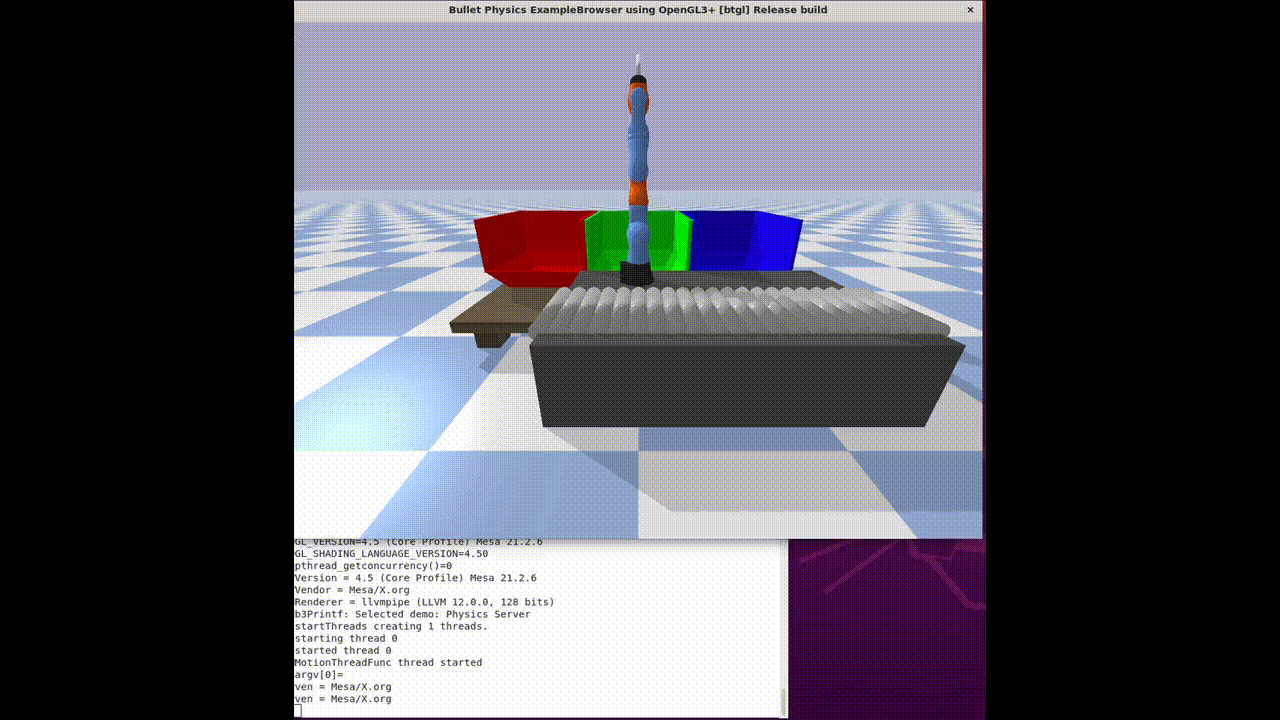 Bullet Physics ExampleBrowser using OpenGL3+ [btgl] Release build
×
GL_VERSION=4.5 (Core Profile) Mesa 21.2.6
GL_SHADING_LANGUAGE_VERSION=4.50
pthread_getconcurrency()=0
Version = 4.5 (Core Profile) Mesa 21.2.6
Vendor = Mesa/X.org
Renderer = llvmpipe (LLVM 12.0.0, 128 bits)
b3Printf: Selected demo: Physics Server
startThreads creating 1 threads.
starting thread 0
started thread 0
MotionThreadFunc thread started
argv[0]=
ven = Mesa/X.org
ven = Mesa/X.org